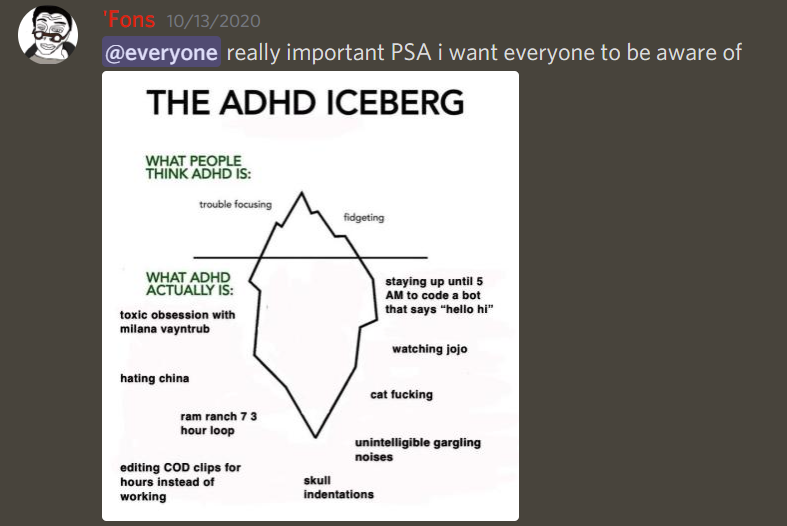 'Fons 10/13/2020
@everyone really important PSA i want everyone to be aware of
THE ADHD ICEBERG
WHAT PEOPLE
THINK ADHD IS:
trouble focusing
fidgeting
WHAT ADHD
ACTUALLY IS:
staying up until 5
AM to code a bot
that says “hello hi”
toxic obsession with
milana vayntrub
watching jojo
hating china
cat fucking
ram ranch 7 3
hour loop
unintelligible gargling
noises
editing COD clips for
hours instead of
working
skull
indentations